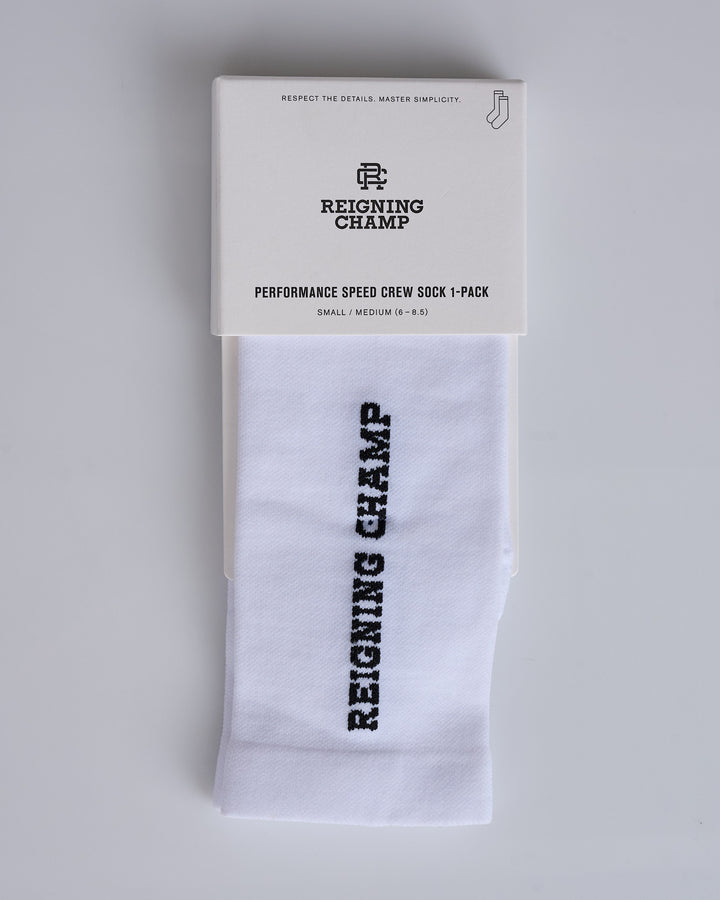 RESPECT THE DETAILS. MASTER SIMPLICITY.
RC
REIGNING
CHAMP
PERFORMANCE SPEED CREW SOCK 1-PACK
SMALL / MEDIUM (6 – 8.5)
REIGNING CHAMP